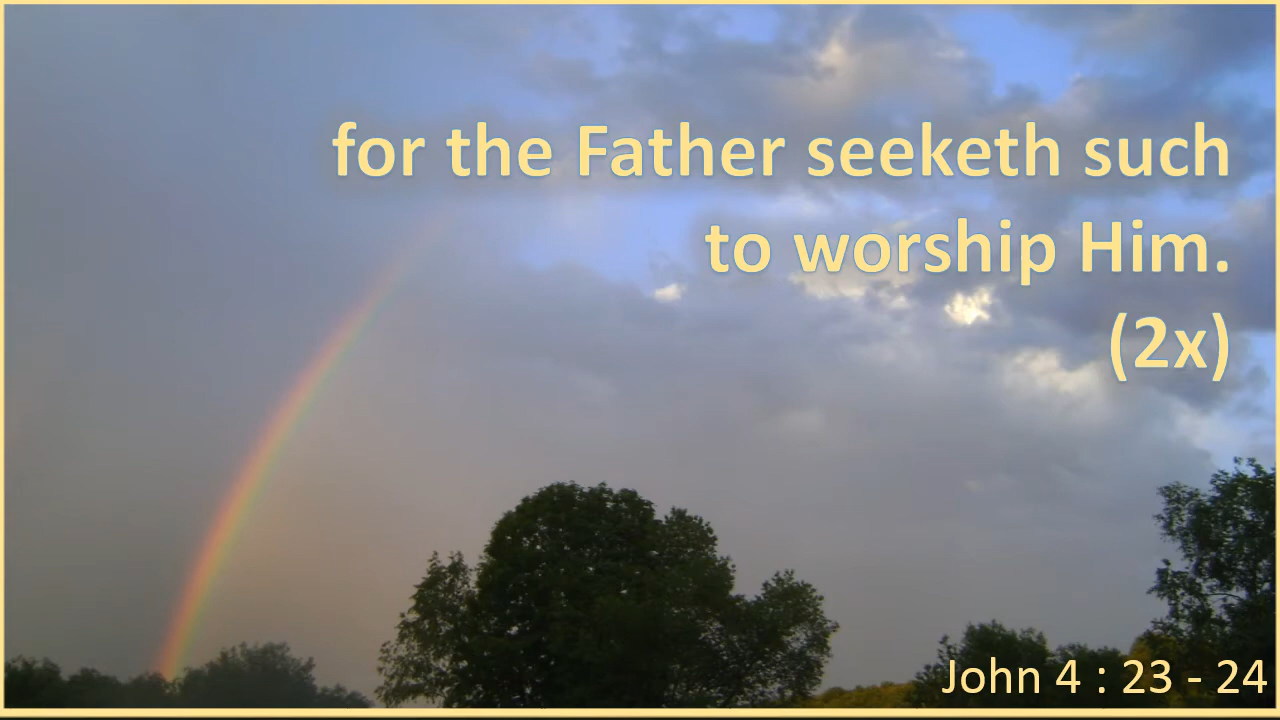 for the Father seeketh such
to worship Him.
(2x)
John 4 : 23 - 24